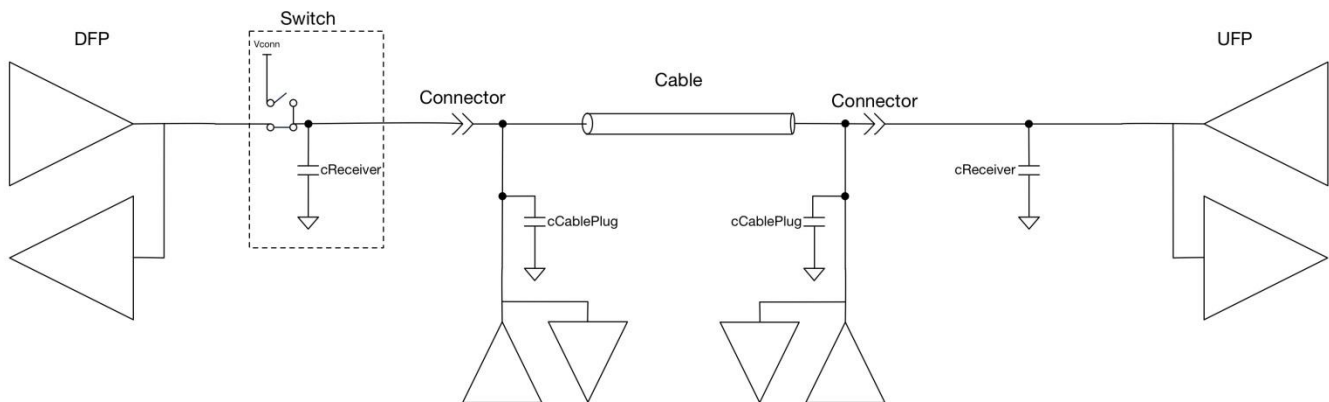 Switch
DFP
UFP
Vconn
Cable
Connector
Connector
cReceiver
cReceiver
cCablePlug
cCablePlug